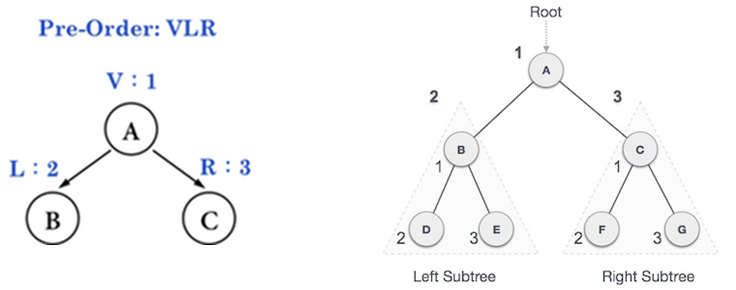 Pre-Order: VLR
V : 1
A
L : 2
R : 3
B
C
Root
1
A
2
3
B
C
1
1
D
E
F
G
2
3
2
3
Left Subtree
Right Subtree